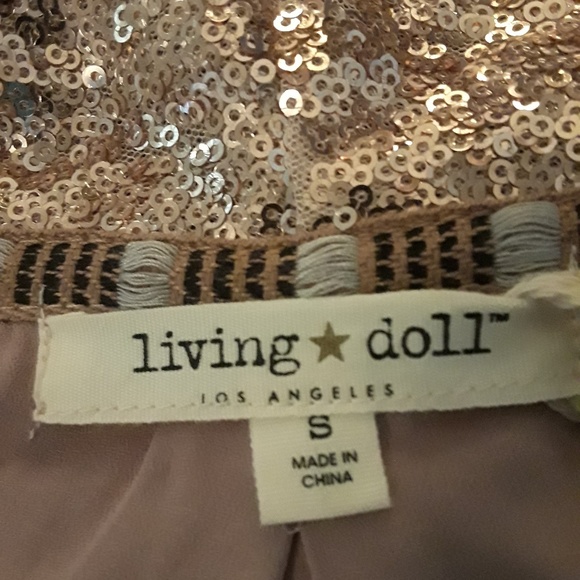 living ★ doll™
LOS ANGELES
S
MADE IN
CHINA